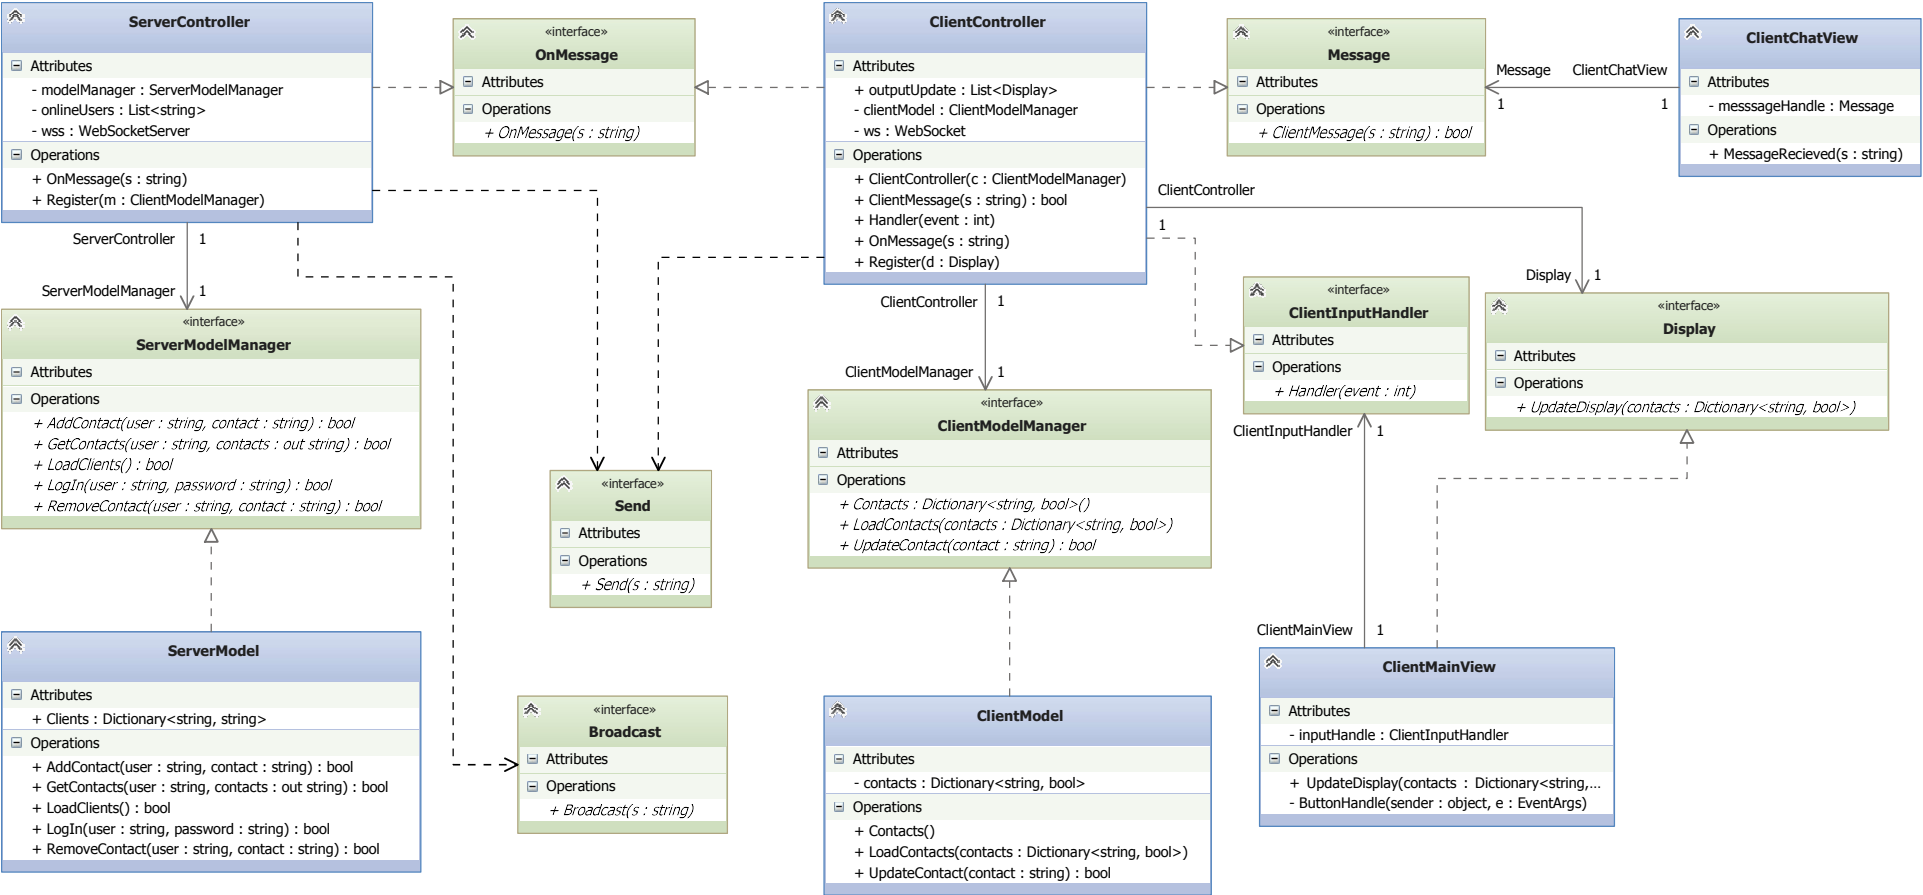 ServerController
Attributes
- modelManager : ServerModelManager
- onlineUsers : List<string>
- wss : WebSocketServer
Operations
+ OnMessage(s : string)
+ Register(m : ClientModelManager)
«interface»
OnMessage
Attributes
Operations
+ OnMessage(s : string)
ClientController
Attributes
+ outputUpdate : List<Display>
- clientModel : ClientModelManager
- ws : WebSocket
Operations
+ ClientController(c : ClientModelManager)
+ ClientMessage(s : string) : bool
+ Handler(event : int)
+ OnMessage(s : string)
+ Register(d : Display)
«interface»
Message
Attributes
Operations
+ ClientMessage(s : string) : bool
Message
ClientChatView
1
1
ClientChatView
Attributes
- messsageHandle : Message
Operations
+ MessageRecieved(s : string)
ServerController
1
ServerModelManager
1
ClientController
1
Display
1
ClientController
1
ClientModelManager
1
«interface»
ServerModelManager
Attributes
Operations
+ AddContact(user : string, contact : string) : bool
+ GetContacts(user : string, contacts : out string) : bool
+ LoadClients() : bool
+ LogIn(user : string, password : string) : bool
+ RemoveContact(user : string, contact : string) : bool
«interface»
Send
Attributes
Operations
+ Send(s : string)
«interface»
ClientModelManager
Attributes
Operations
+ Contacts : Dictionary<string, bool>()
+ LoadContacts(contacts : Dictionary<string, bool>)
+ UpdateContact(contact : string) : bool
«interface»
ClientInputHandler
Attributes
Operations
+ Handler(event : int)
«interface»
Display
Attributes
Operations
+ UpdateDisplay(contacts : Dictionary<string, bool>)
ClientInputHandler
1
ClientMainView
1
ServerModel
Attributes
+ Clients : Dictionary<string, string>
Operations
+ AddContact(user : string, contact : string) : bool
+ GetContacts(user : string, contacts : out string) : bool
+ LoadClients() : bool
+ LogIn(user : string, password : string) : bool
+ RemoveContact(user : string, contact : string) : bool
«interface»
Broadcast
Attributes
Operations
+ Broadcast(s : string)
ClientModel
Attributes
- contacts : Dictionary<string, bool>
Operations
+ Contacts()
+ LoadContacts(contacts : Dictionary<string, bool>)
+ UpdateContact(contact : string) : bool
ClientMainView
Attributes
- inputHandle : ClientInputHandler
Operations
+ UpdateDisplay(contacts : Dictionary<string,...
- ButtonHandle(sender : object, e : EventArgs)